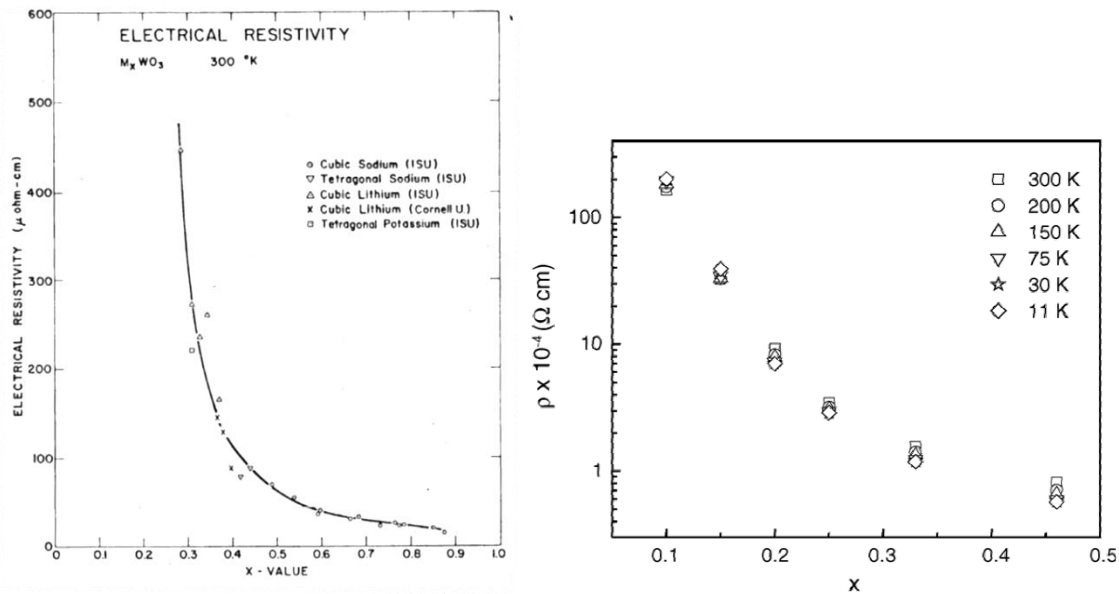 600
500
400
300
200
100
0
ELECTRICAL RESISTIVITY
MxWO3 300 °K
○ Cubic Sodium (ISU)
▽ Tetragonal Sodium (ISU)
△ Cubic Lithium (ISU)
x Cubic Lithium (Cornell U.)
□ Tetragonal Potassium (ISU)
ELECTRICAL RESISTIVITY (μ ohm-cm)
0 0.1 0.2 0.3 0.4 0.5 0.6 0.7 0.8 0.9 1.0
X - VALUE
ρ x 10⁻⁴ (Ω cm)
100
10
1
□ 300 K
○ 200 K
△ 150 K
▽ 75 K
☆ 30 K
◇ 11 K
0.1 0.2 0.3 0.4 0.5
x